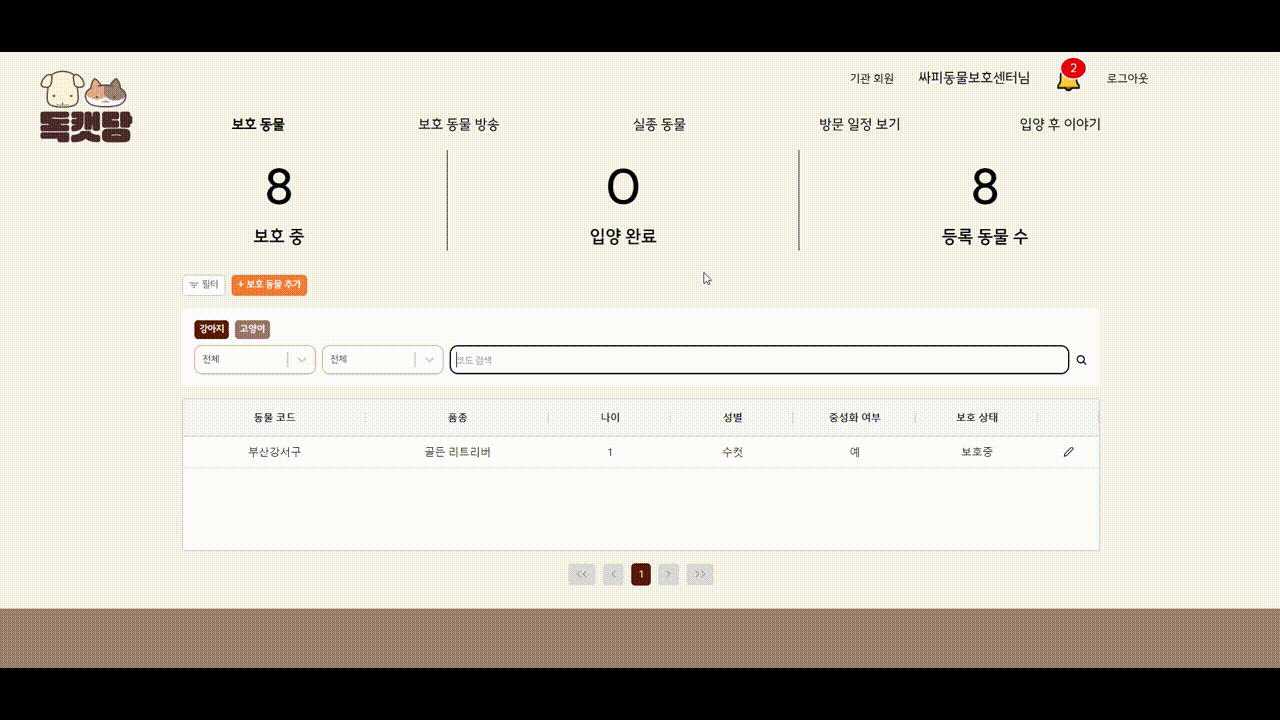 기관 회원 싸피동물보호센터님 2 로그아웃
독캣담
보호 동물 보호 동물 방송 실종 동물 방문 일정 보기 입양 후 이야기
8 0 8
보호 중 입양 완료 등록 동물 수
필터 + 보호 동물 추가
강아지 고양이
전체 전체 코드 검색
동물 코드 품종 나이 성별 중성화 여부 보호 상태
부산강서구 골든 리트리버 1 수컷 예 보호중
<< < 1 > >>